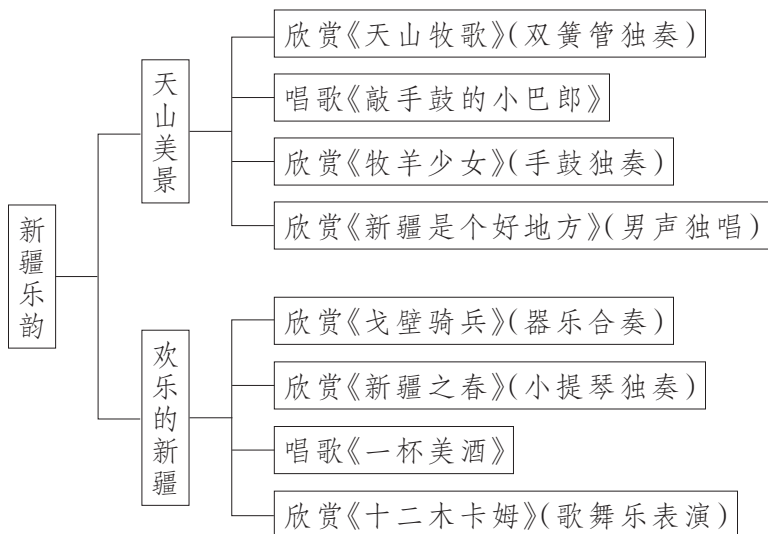 新疆乐韵
天山美景
欣赏《天山牧歌》(双簧管独奏)
唱歌《敲手鼓的小巴郎》
欣赏《牧羊少女》(手鼓独奏)
欣赏《新疆是个好地方》(男声独唱)
欢乐的新疆
欣赏《戈壁骑兵》(器乐合奏)
欣赏《新疆之春》(小提琴独奏)
唱歌《一杯美酒》
欣赏《十二木卡姆》(歌舞乐表演)